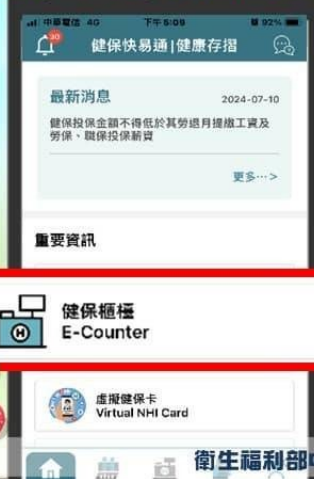 中華電信 4G 下午 5:09 92%
30
健保快易通|健康存摺
最新消息 2024-07-10
健保投保金額不得低於其勞退月提繳工資及
勞保、職保投保薪資
更多…>
重要資訊
健保櫃檯
E-Counter
虛擬健保卡
Virtual NHI Card
衛生福利部